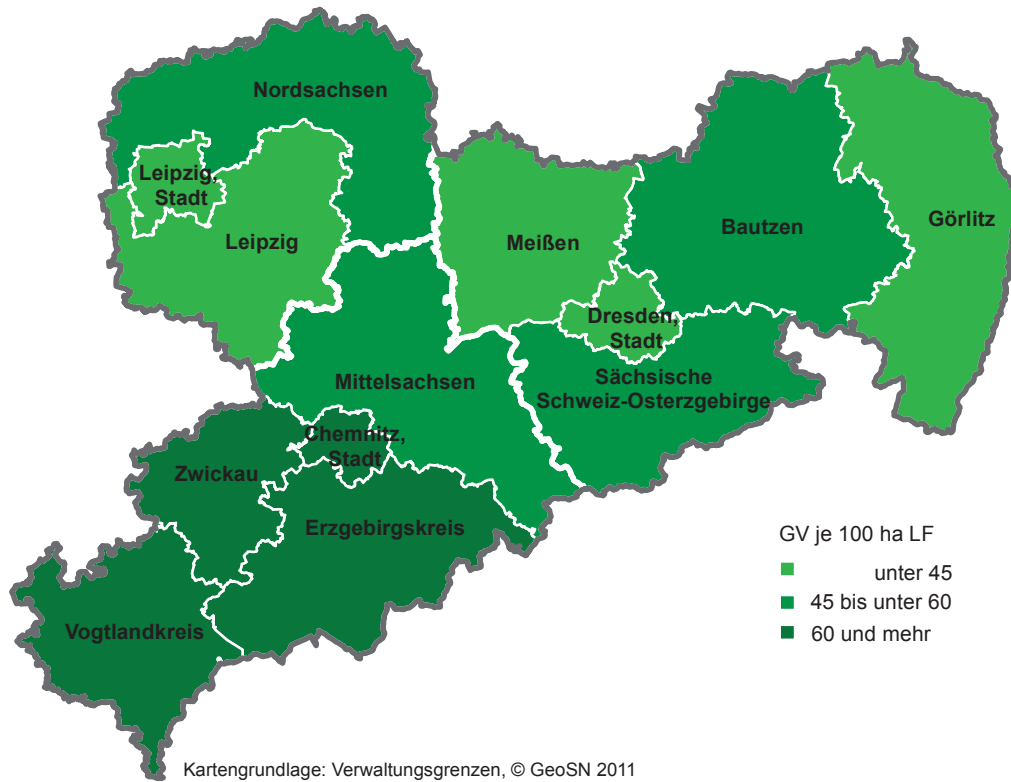 Nordsachsen
Leipzig,
Stadt
Leipzig
Meißen
Bautzen
Görlitz
Dresden,
Stadt
Mittelsachsen
Sächsische
Schweiz-Osterzgebirge
Chemnitz,
Stadt
Zwickau
Erzgebirgskreis
Vogtlandkreis
GV je 100 ha LF
unter 45
45 bis unter 60
60 und mehr
Kartengrundlage: Verwaltungsgrenzen, © GeoSN 2011